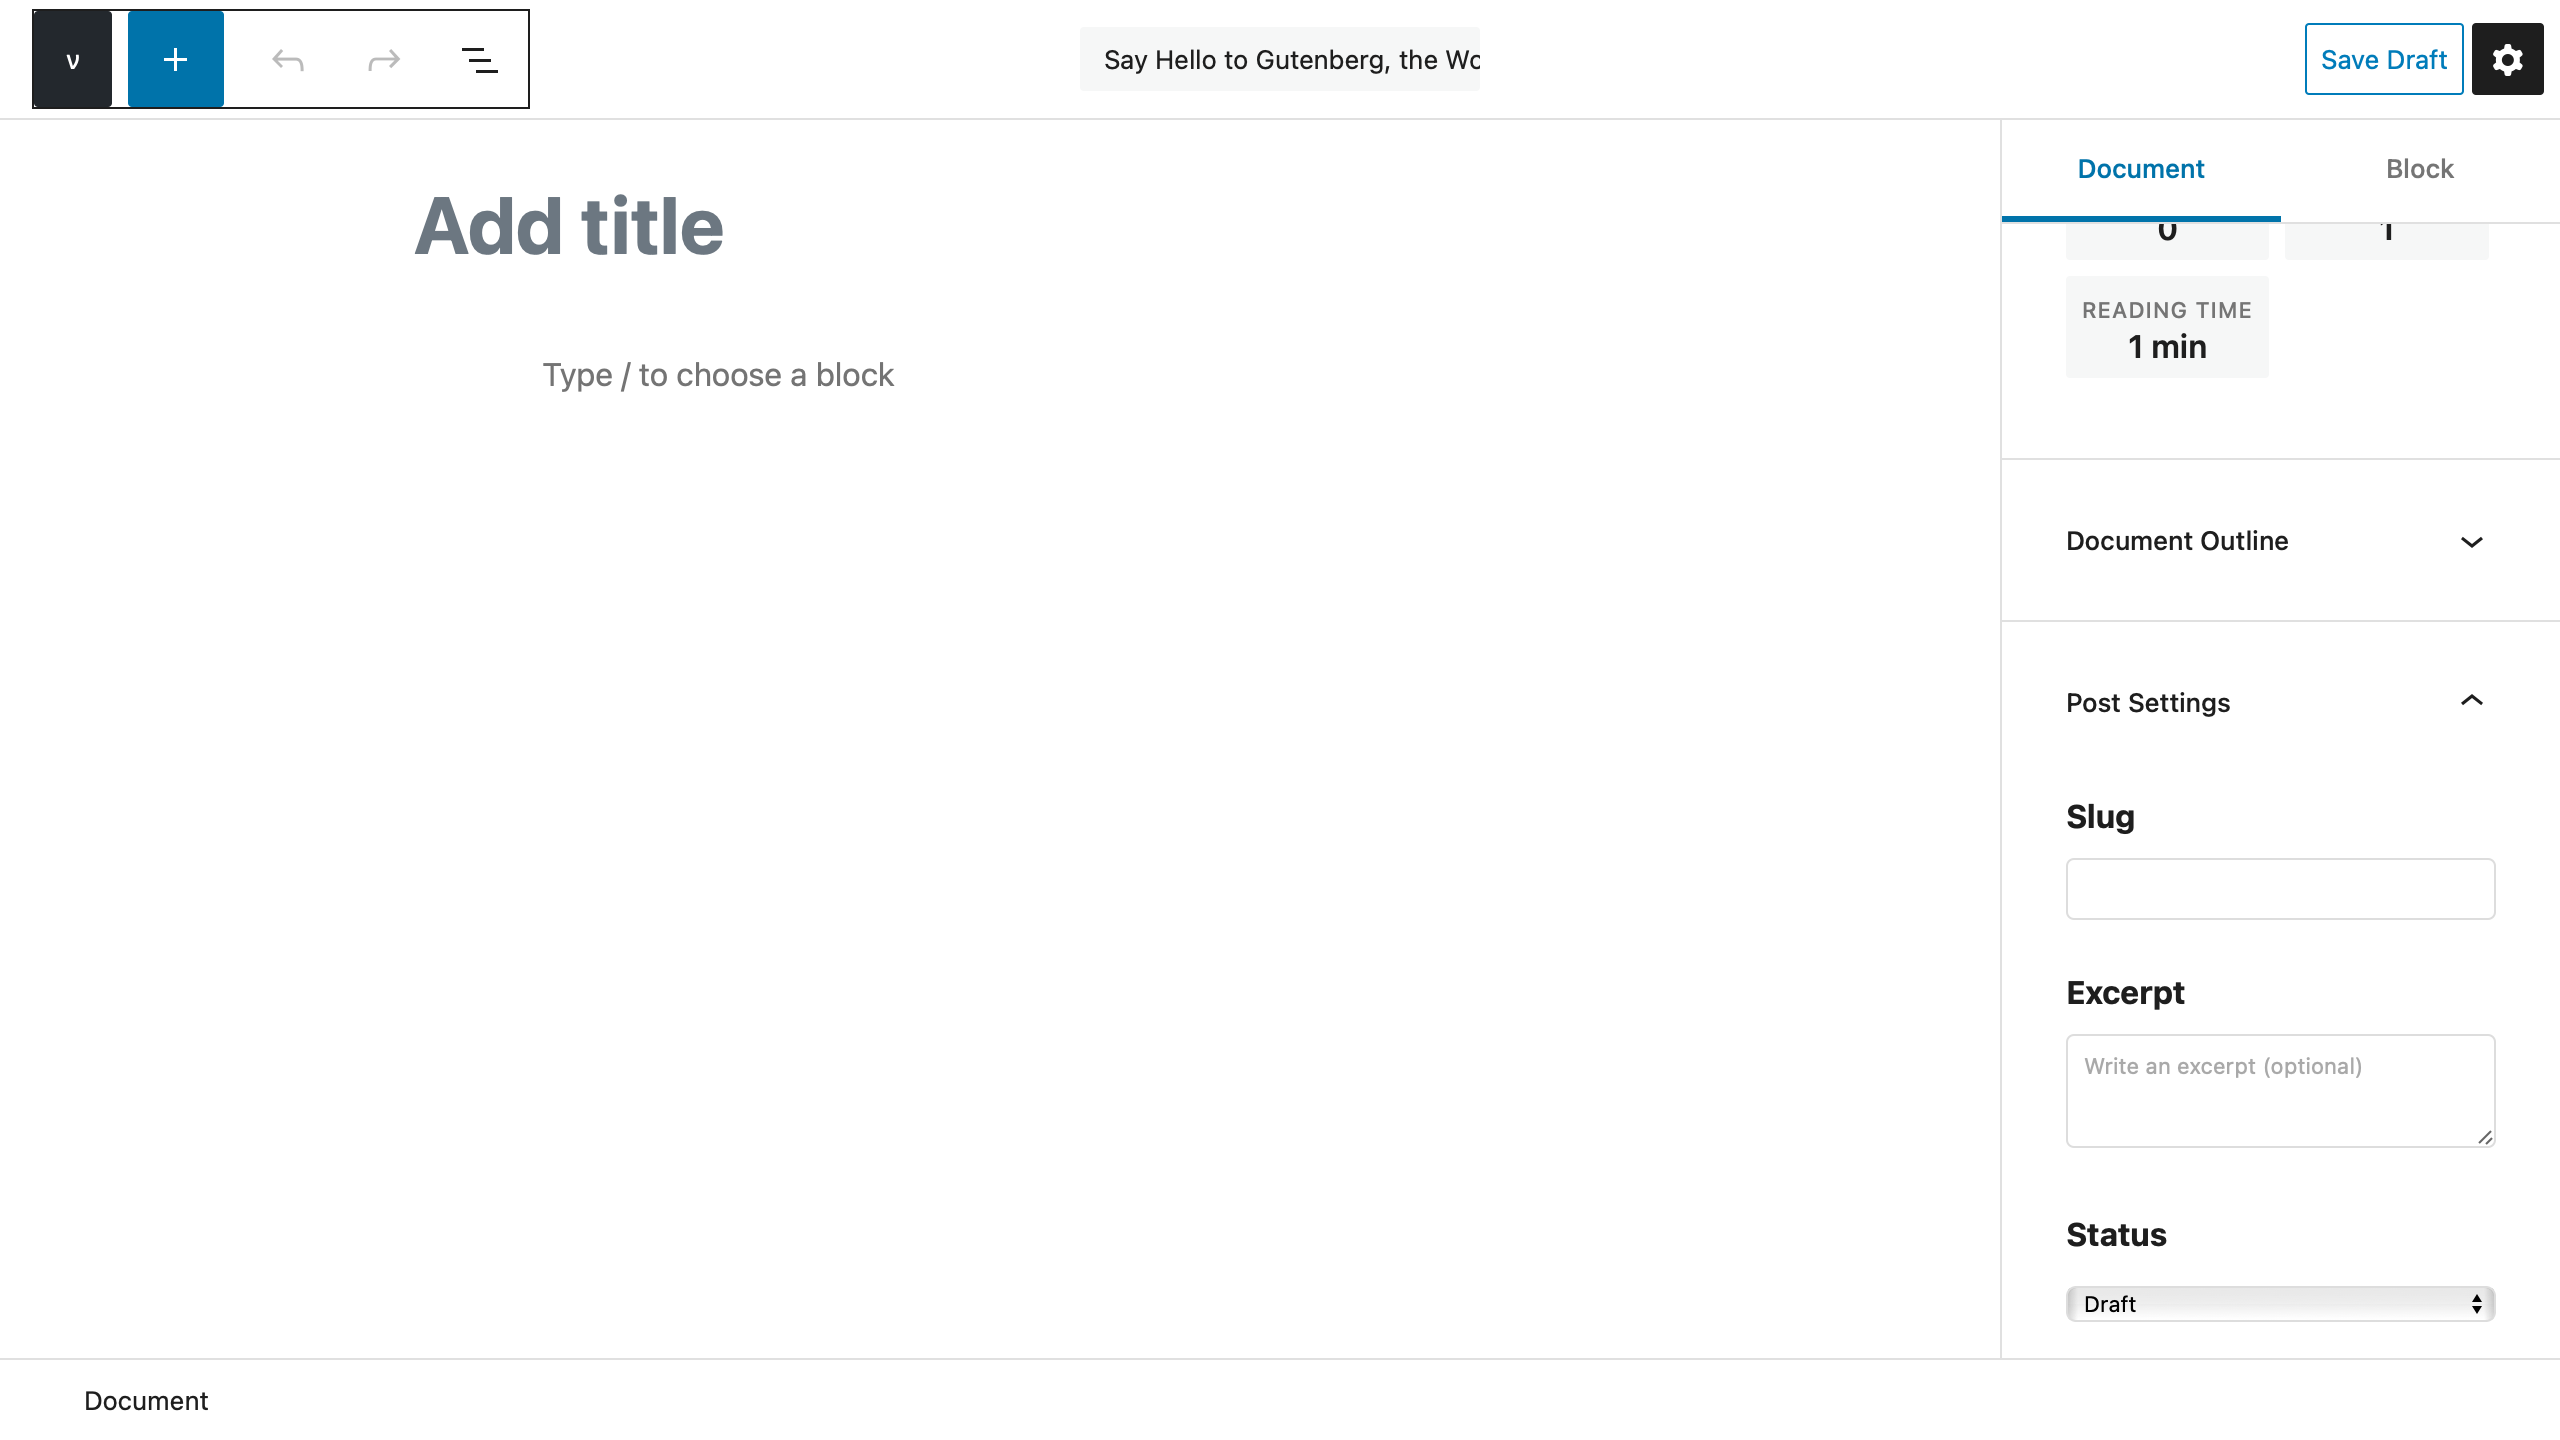 v
Say Hello to Gutenberg, the Wo
Save Draft
Document
Block
Add title
Type / to choose a block
0
1
READING TIME
1 min
Document Outline
Post Settings
Slug
Excerpt
Write an excerpt (optional)
Status
Draft
Document